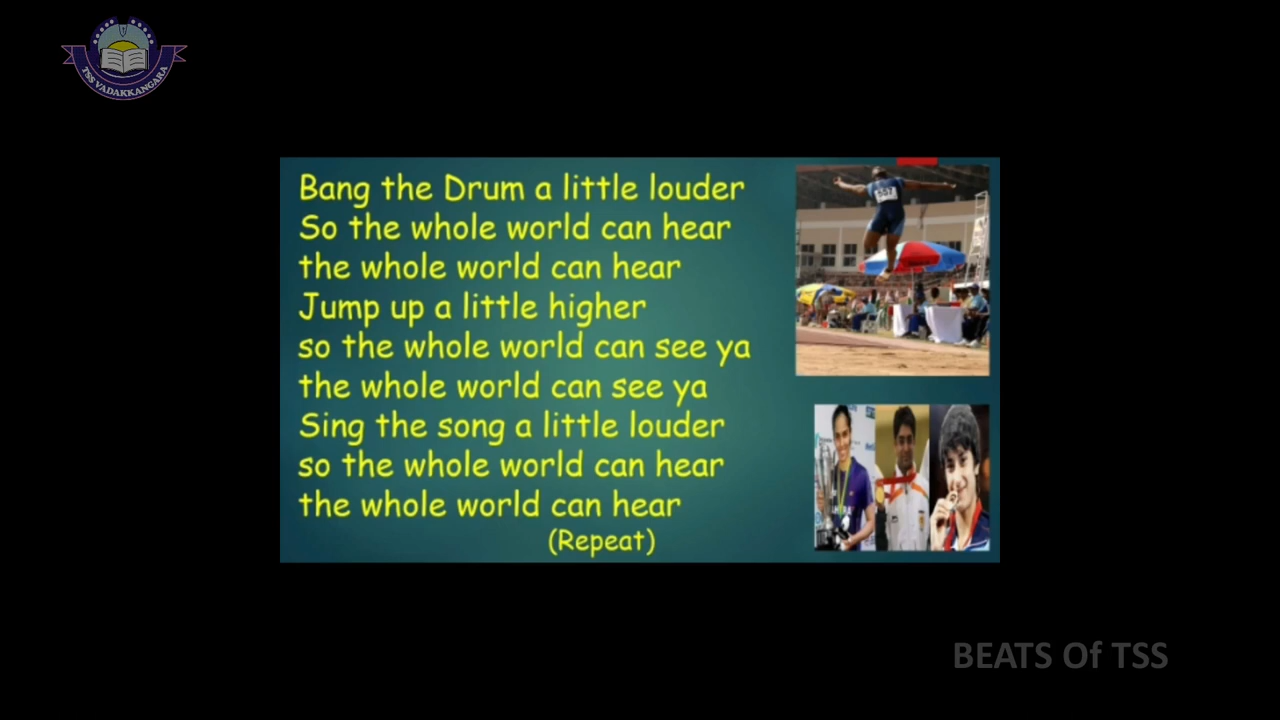 TSS VADAKKANGARA
Bang the Drum a little louder
So the whole world can hear
the whole world can hear
Jump up a little higher
so the whole world can see ya
the whole world can see ya
Sing the song a little louder
so the whole world can hear
the whole world can hear
(Repeat)
557
BEATS Of TSS